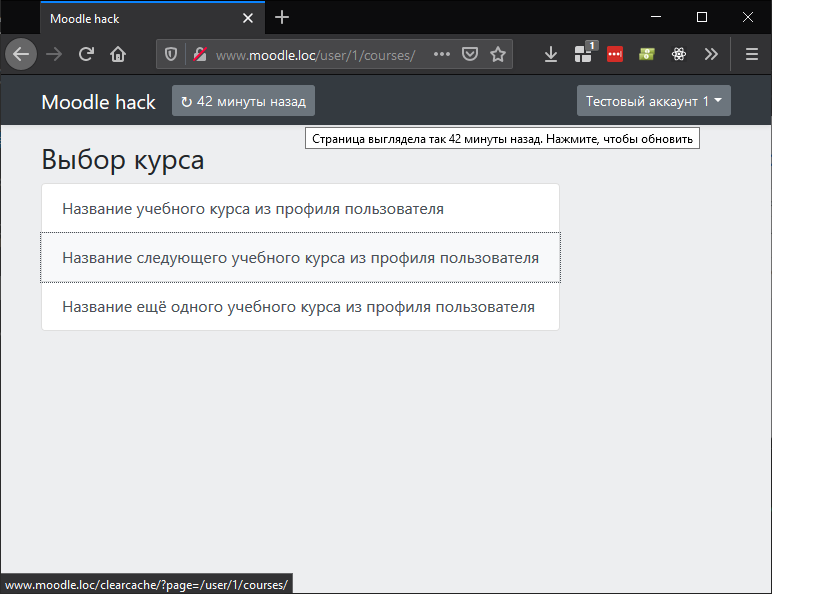 Moodle hack
www.moodle.loc/user/1/courses/
1
Moodle hack
↻ 42 минуты назад
Тестовый аккаунт 1
Страница выглядела так 42 минуты назад. Нажмите, чтобы обновить
Выбор курса
Название учебного курса из профиля пользователя
Название следующего учебного курса из профиля пользователя
Название ещё одного учебного курса из профиля пользователя
www.moodle.loc/clearcache/?page=/user/1/courses/